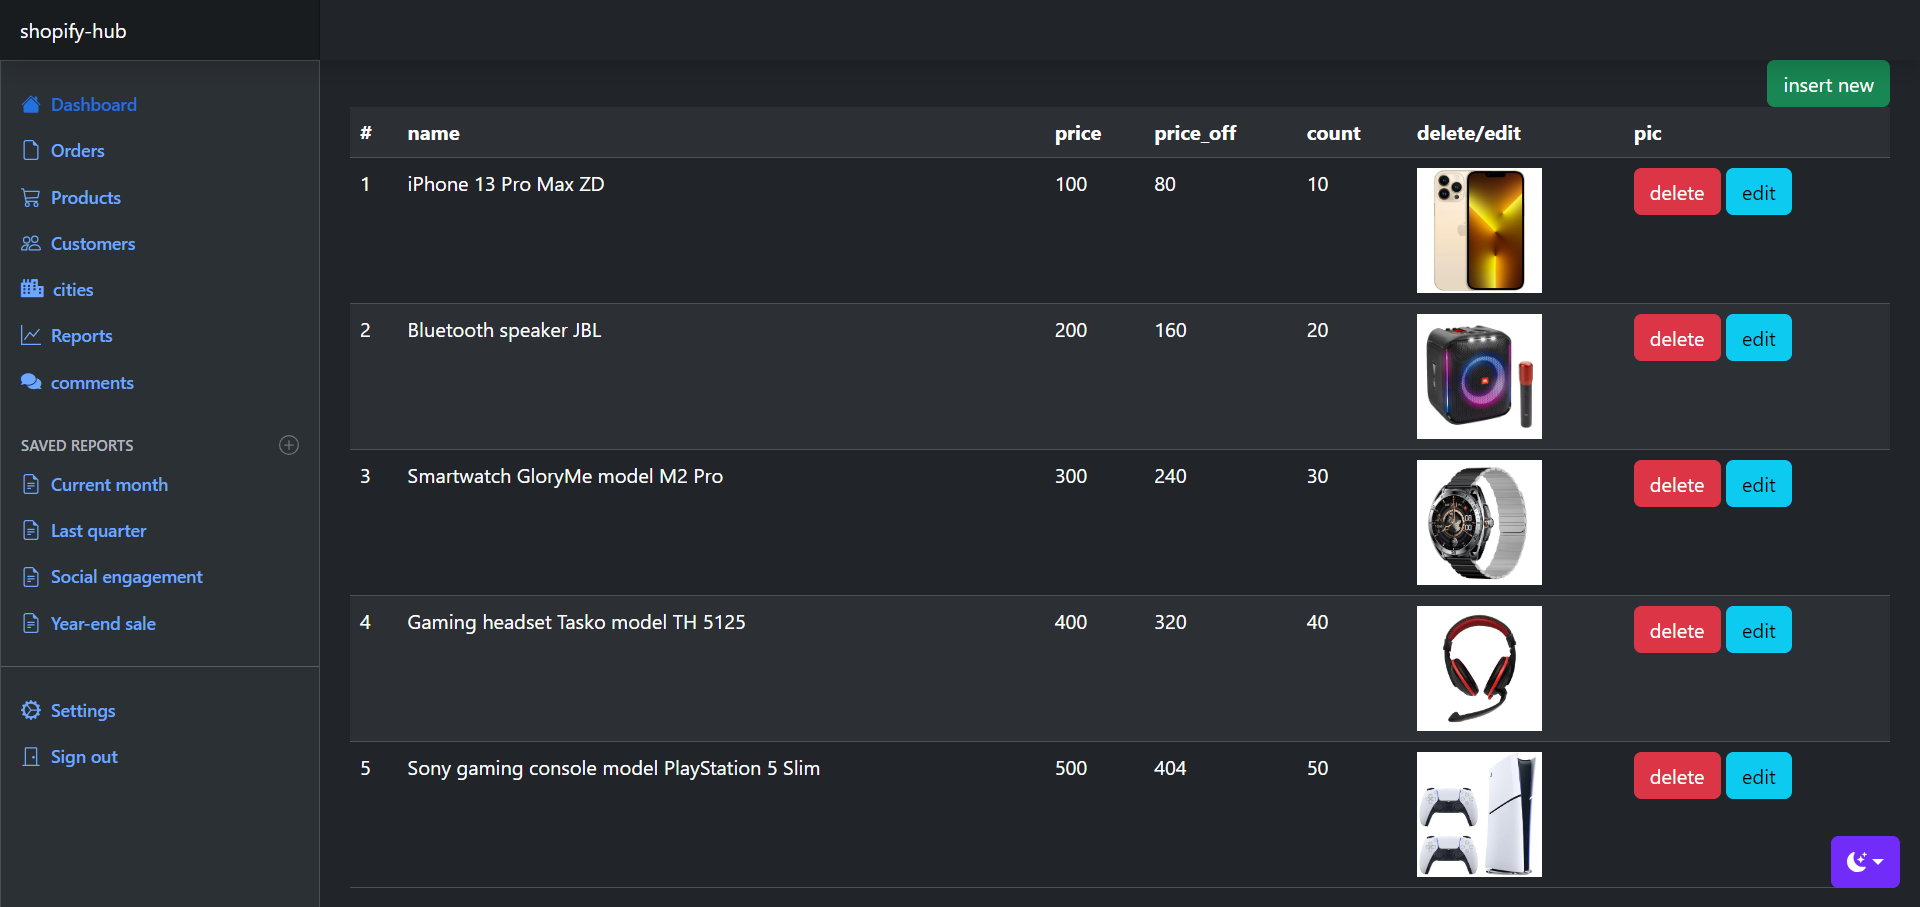 shopify-hub
Dashboard
Orders
Products
Customers
cities
Reports
comments
SAVED REPORTS
Current month
Last quarter
Social engagement
Year-end sale
Settings
Sign out
insert new
# name price price_off count delete/edit pic
1 iPhone 13 Pro Max ZD 100 80 10 delete edit
2 Bluetooth speaker JBL 200 160 20 delete edit
3 Smartwatch GloryMe model M2 Pro 300 240 30 delete edit
4 Gaming headset Tasko model TH 5125 400 320 40 delete edit
5 Sony gaming console model PlayStation 5 Slim 500 404 50 delete edit